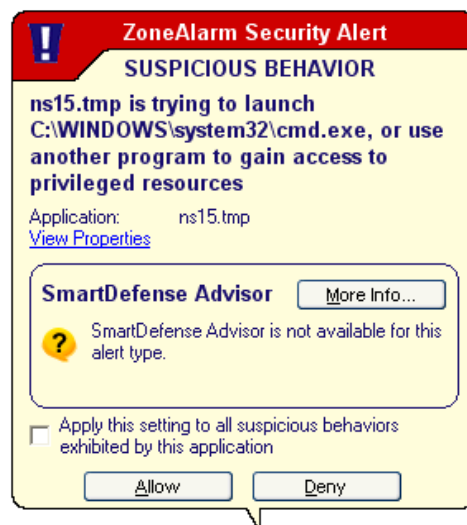 ZoneAlarm Security Alert
SUSPICIOUS BEHAVIOR
ns15.tmp is trying to launch
C:\WINDOWS\system32\cmd.exe, or use
another program to gain access to
privileged resources
Application: ns15.tmp
View Properties
SmartDefense Advisor More Info...
SmartDefense Advisor is not available for this
alert type.
Apply this setting to all suspicious behaviors
exhibited by this application
Allow Deny